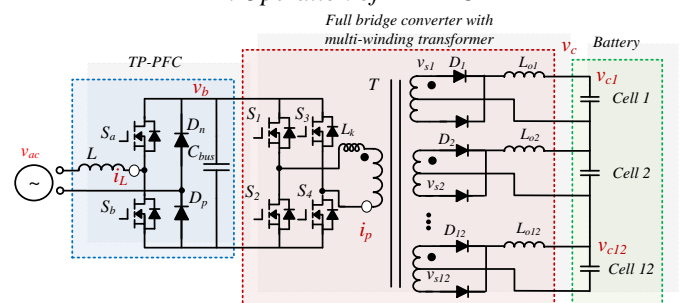 Full bridge converter with
multi-winding transformer
TP-PFC
v_c
Battery
v_b
v_ac
L
i_L
S_a
S_b
D_n
D_p
C_bus
S_1
S_3
S_2
S_4
L_k
i_p
T
v_s1
D_1
L_o1
v_c1
Cell 1
D_2
L_o2
v_s2
Cell 2
D_12
L_o12
v_s12
v_c12
Cell 12
~